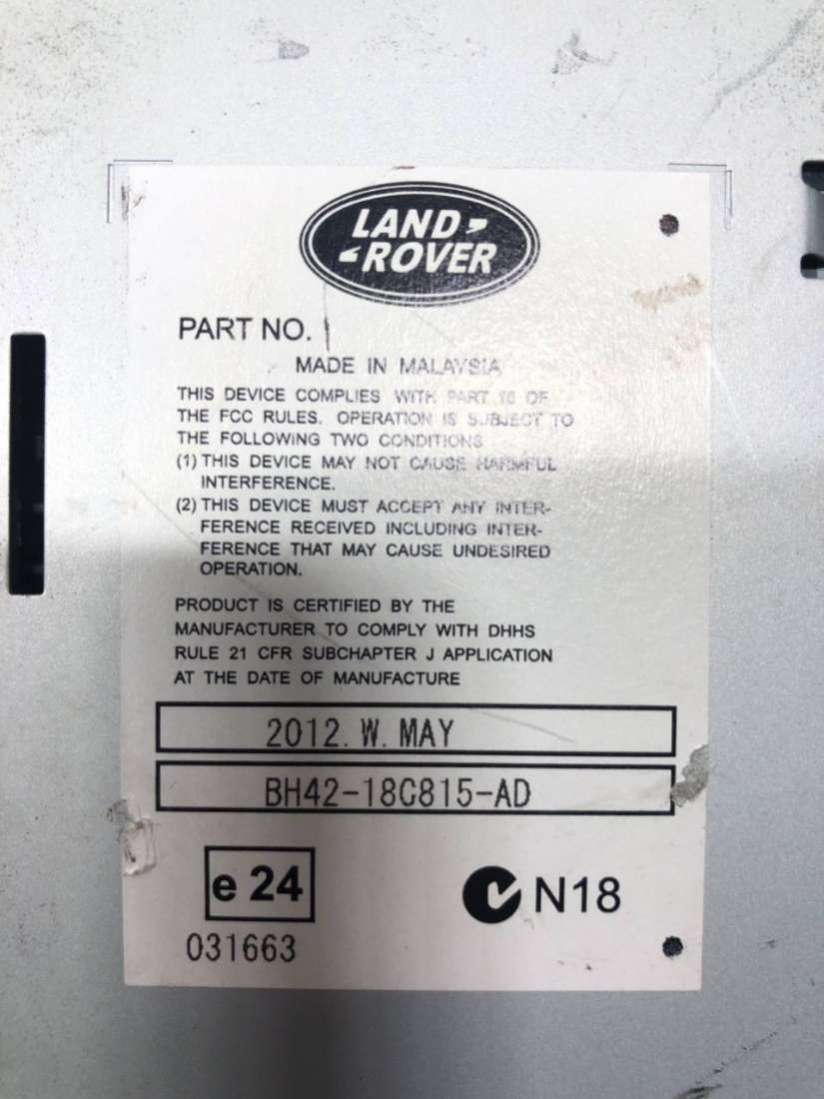 LAND
ROVER
PART NO.
MADE IN MALAYSIA
THIS DEVICE COMPLIES WITH PART 15 OF
THE FCC RULES. OPERATION IS SUBJECT TO
THE FOLLOWING TWO CONDITIONS
(1) THIS DEVICE MAY NOT CAUSE HARMFUL
INTERFERENCE.
(2) THIS DEVICE MUST ACCEPT ANY INTER-
FERENCE RECEIVED INCLUDING INTER-
FERENCE THAT MAY CAUSE UNDESIRED
OPERATION.
PRODUCT IS CERTIFIED BY THE
MANUFACTURER TO COMPLY WITH DHHS
RULE 21 CFR SUBCHAPTER J APPLICATION
AT THE DATE OF MANUFACTURE
2012. W. MAY
BH42-18C815-AD
e 24
N18
031663